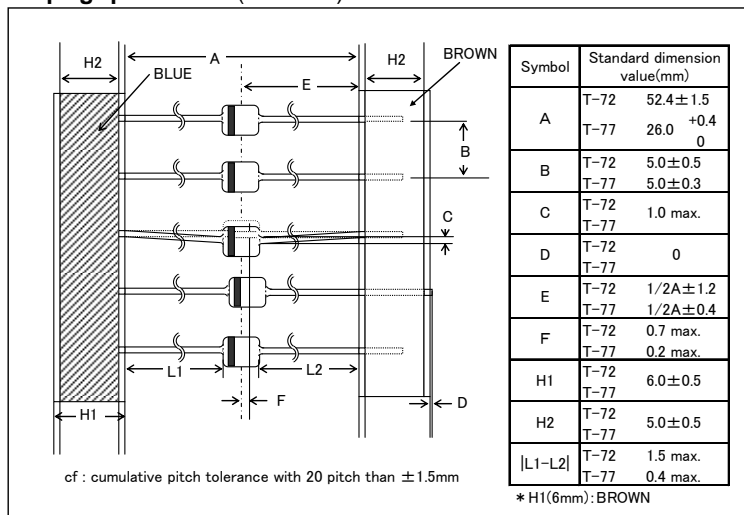 H2
A
H2
BLUE
E
BROWN
B
C
L1
L2
F
D
H1
cf : cumulative pitch tolerance with 20 pitch than ±1.5mm
Symbol
Standard dimension
value(mm)
A
T-72 52.4±1.5
T-77 26.0 +0.4
0
B
T-72 5.0±0.5
T-77 5.0±0.3
C
T-72
T-77
1.0 max.
D
T-72
T-77
0
E
T-72 1/2A±1.2
T-77 1/2A±0.4
F
T-72 0.7 max.
T-77 0.2 max.
H1
T-72
T-77
6.0±0.5
H2
T-72
T-77
5.0±0.5
|L1-L2|
T-72 1.5 max.
T-77 0.4 max.
＊H1(6mm):BROWN